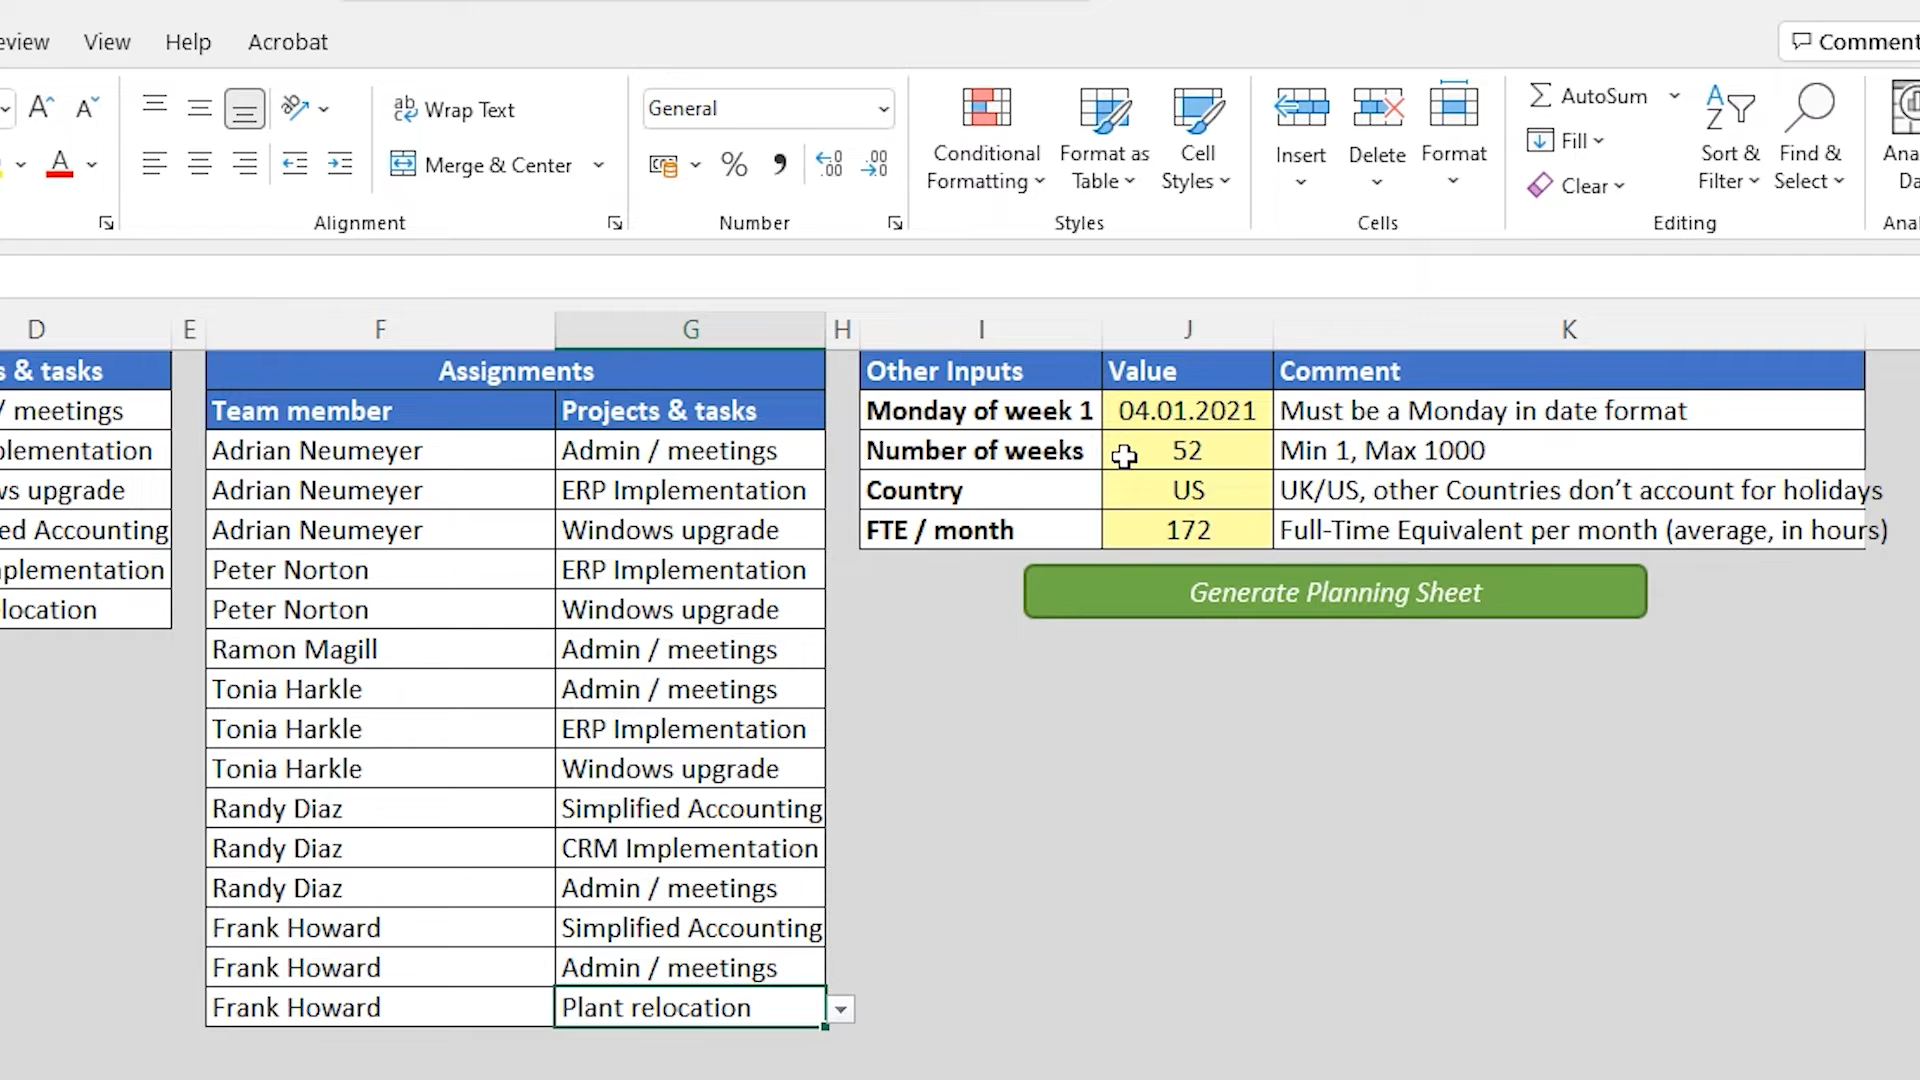 eview View Help Acrobat Comment
Wrap Text General AutoSum
Merge & Center Conditional Formatting Format as Table Cell Styles Insert Delete Format Fill Clear Sort & Filter Find & Select Ana Da
Alignment Number Styles Cells Editing Anal
D E F G H I J K
s & tasks Assignments Other Inputs Value Comment
/ meetings Team member Projects & tasks Monday of week 1 04.01.2021 Must be a Monday in date format
plementation Adrian Neumeyer Admin / meetings Number of weeks 52 Min 1, Max 1000
ws upgrade Adrian Neumeyer ERP Implementation Country US UK/US, other Countries don’t account for holidays
ed Accounting Adrian Neumeyer Windows upgrade FTE / month 172 Full-Time Equivalent per month (average, in hours)
nplementation Peter Norton ERP Implementation Generate Planning Sheet
location Peter Norton Windows upgrade
Ramon Magill Admin / meetings
Tonia Harkle Admin / meetings
Tonia Harkle ERP Implementation
Tonia Harkle Windows upgrade
Randy Diaz Simplified Accounting
Randy Diaz CRM Implementation
Randy Diaz Admin / meetings
Frank Howard Simplified Accounting
Frank Howard Admin / meetings
Frank Howard Plant relocation